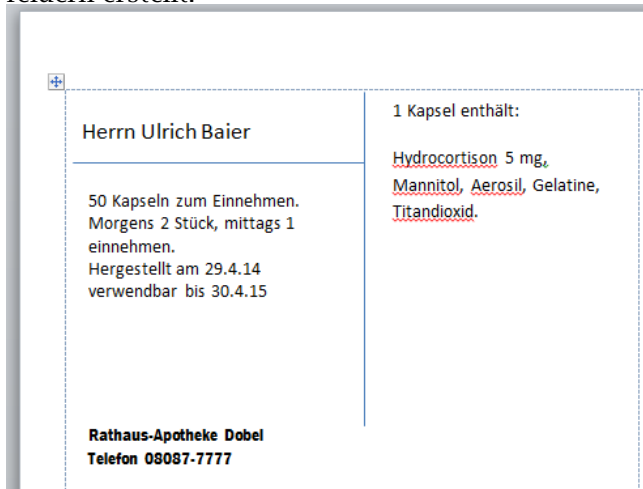 Herrn Ulrich Baier
50 Kapseln zum Einnehmen.
Morgens 2 Stück, mittags 1
einnehmen.
Hergestellt am 29.4.14
verwendbar bis 30.4.15
Rathaus-Apotheke Dobel
Telefon 08087-7777
1 Kapsel enthält:
Hydrocortison 5 mg,
Mannitol, Aerosil, Gelatine,
Titandioxid.